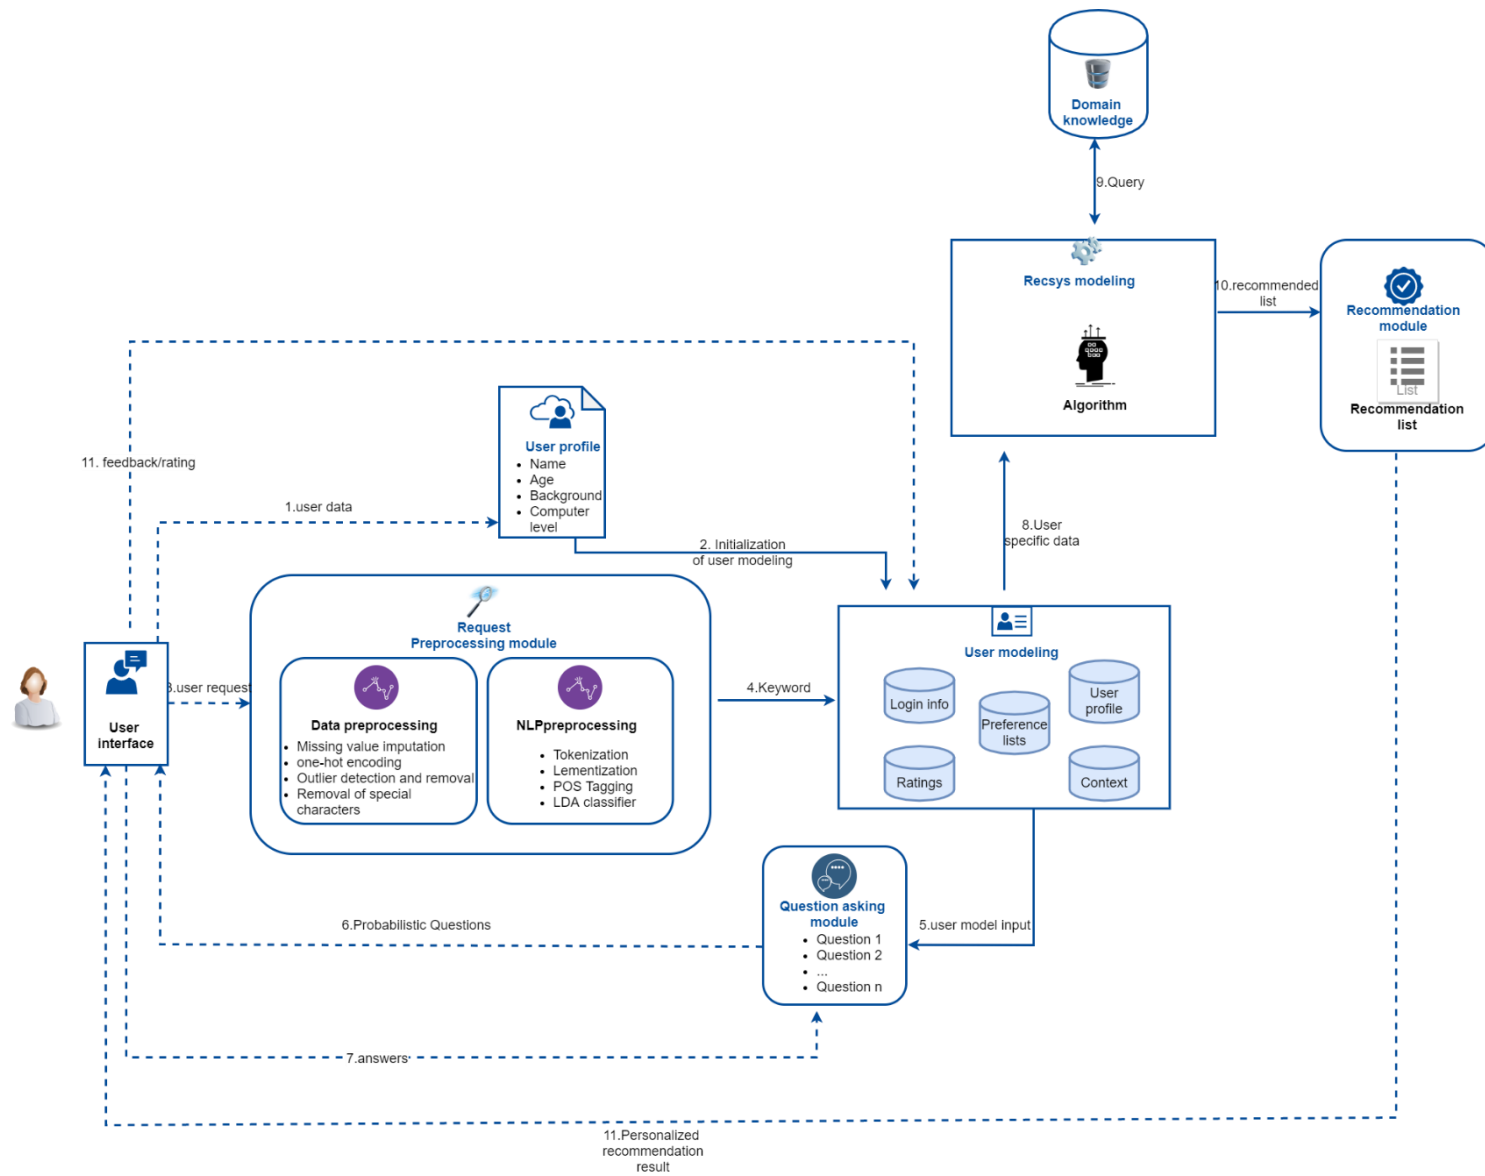 Domain
knowledge
9.Query
Recsys modeling
Algorithm
10.recommended
list
Recommendation
module
List
Recommendation
list
11. feedback/rating
1.user data
User profile
Name
Age
Background
Computer
level
2. Initialization
of user modeling
8.User
specific data
Request
Preprocessing module
3.user request
User
interface
Data preprocessing
Missing value imputation
one-hot encoding
Outlier detection and removal
Removal of special
characters
NLPpreprocessing
Tokenization
Lementization
POS Tagging
LDA classifier
4.Keyword
User modeling
Login info
Preference
lists
User
profile
Ratings
Context
Question asking
module
Question 1
Question 2
...
Question n
5.user model input
6.Probabilistic Questions
7.answers
11.Personalized
recommendation
result